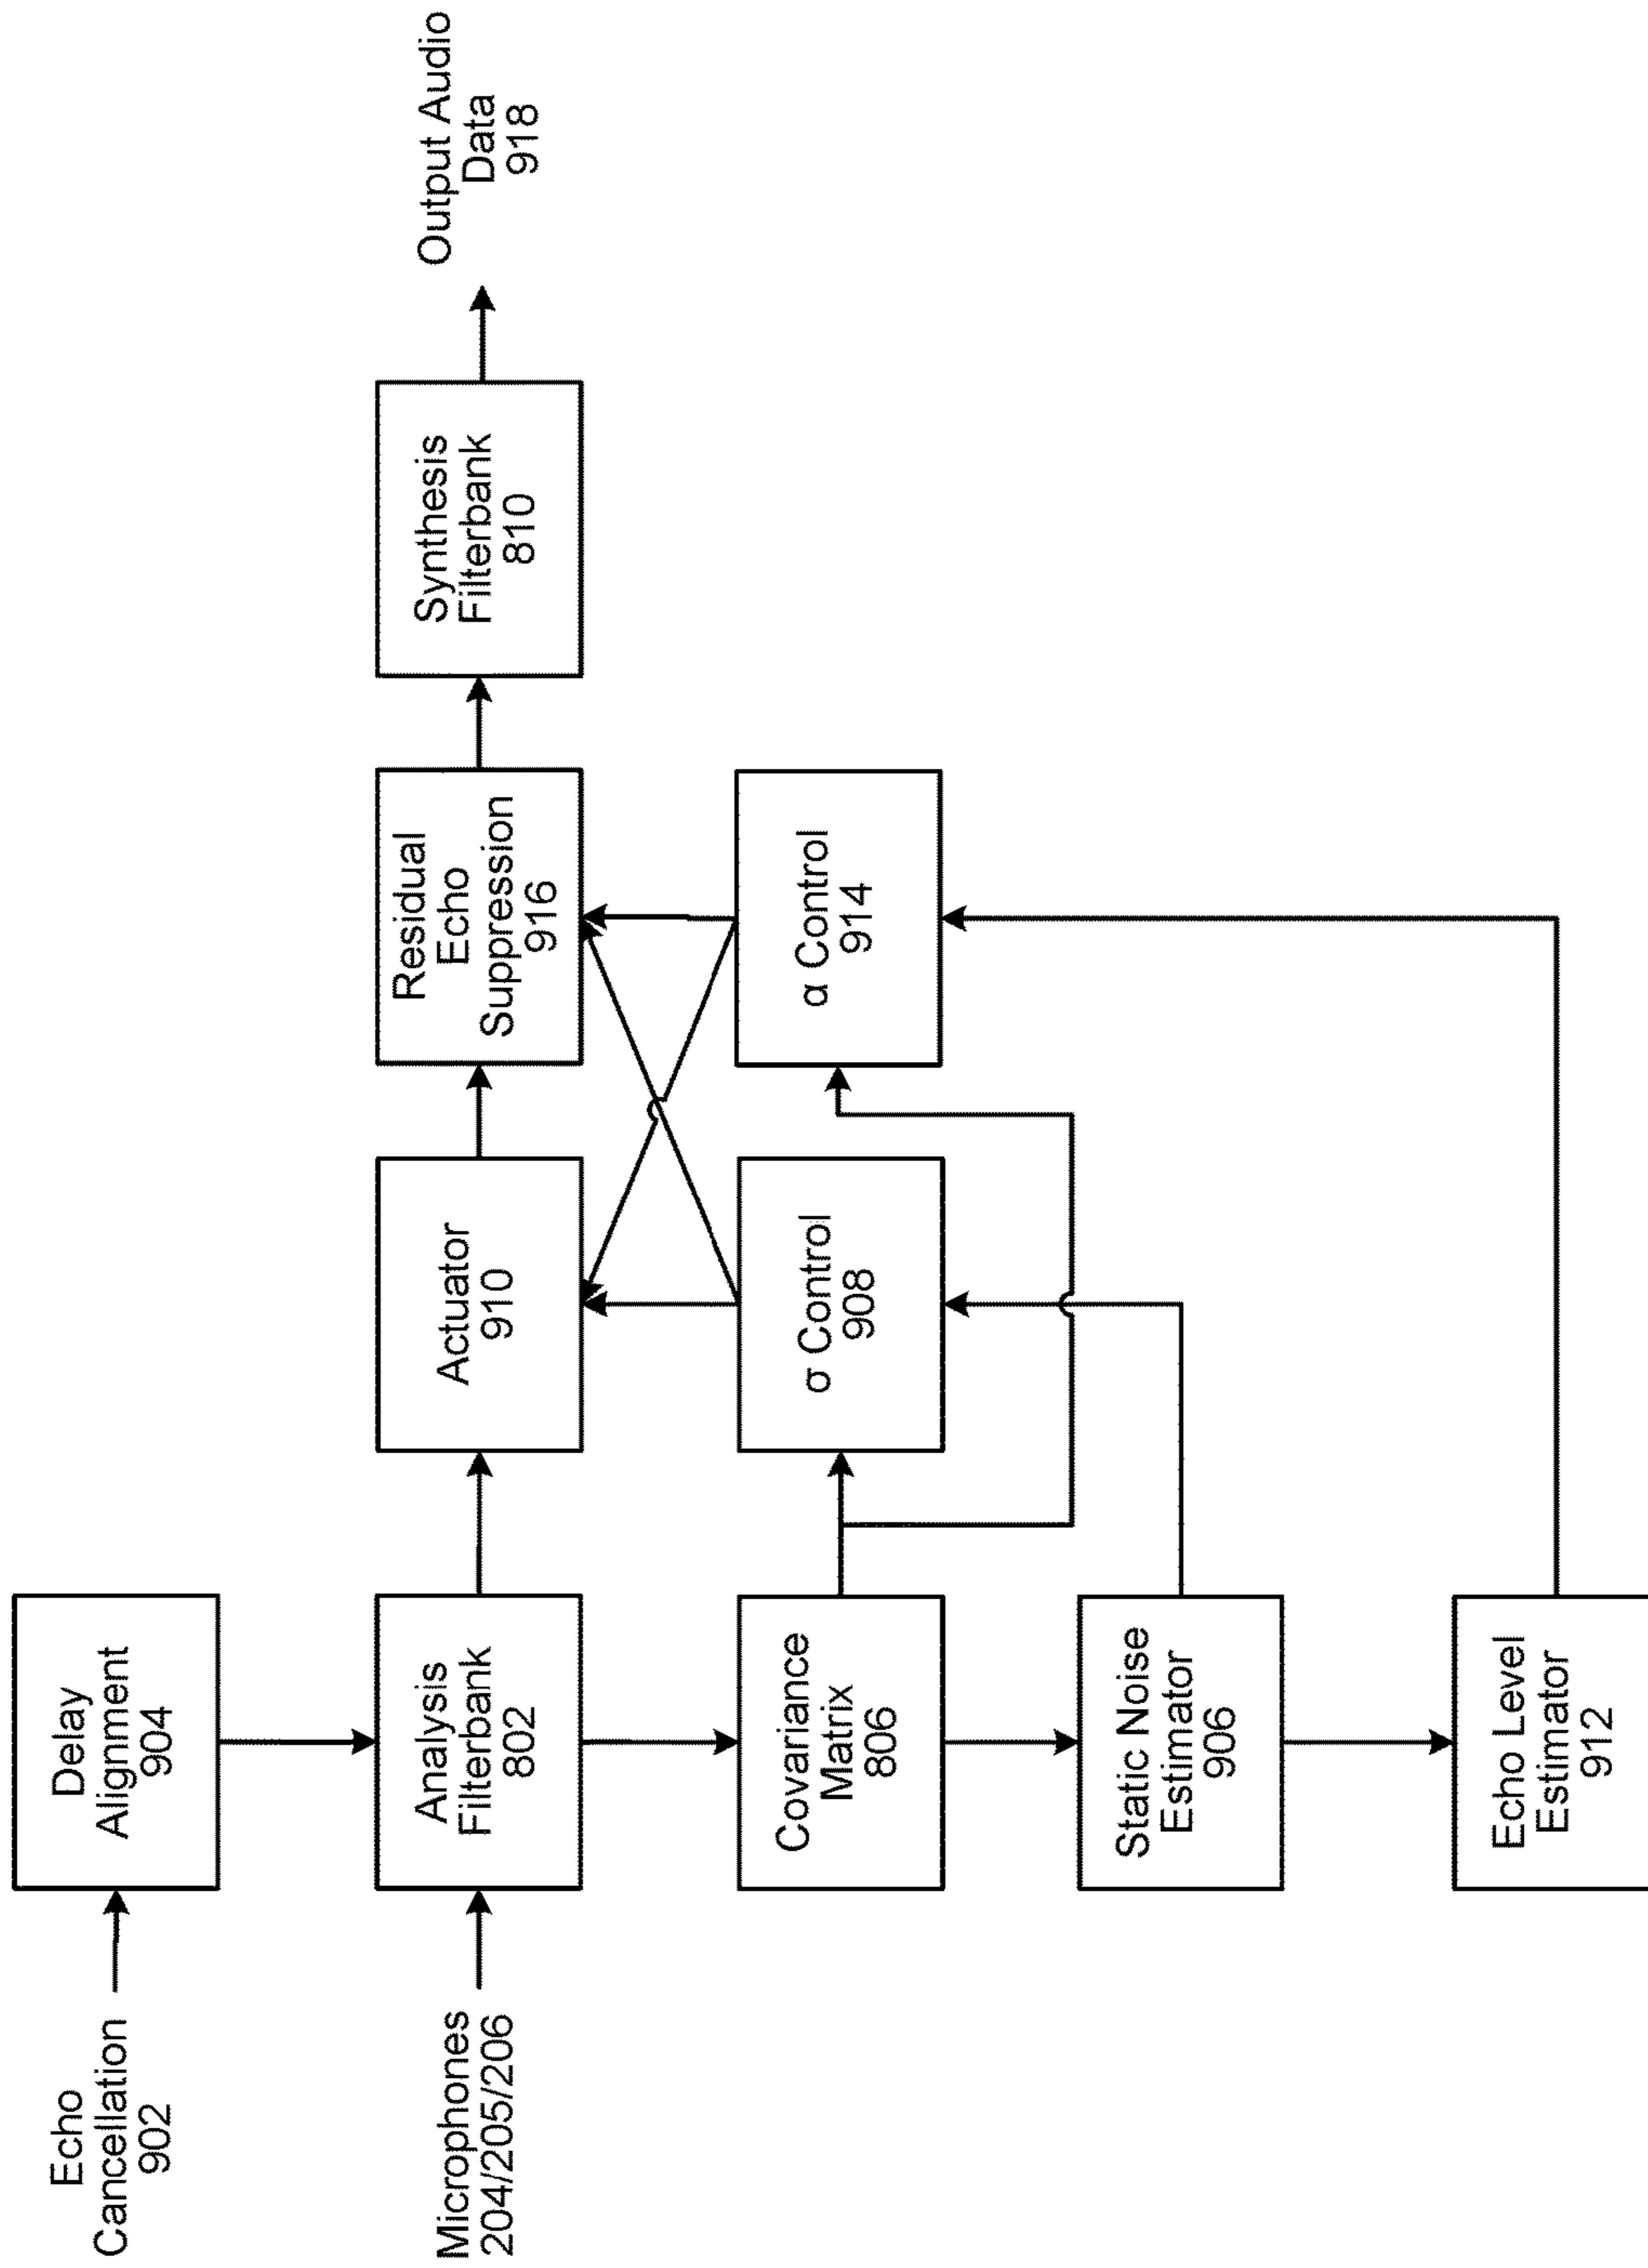 Echo
Cancellation
902
Delay
Alignment
904
Microphones
204/205/206
Analysis
Filterbank
802
Actuator
910
Residual
Echo
Suppression
916
Synthesis
Filterbank
810
Output Audio
Data
918
Covariance
Matrix
806
σ Control
908
α Control
914
Static Noise
Estimator
906
Echo Level
Estimator
912